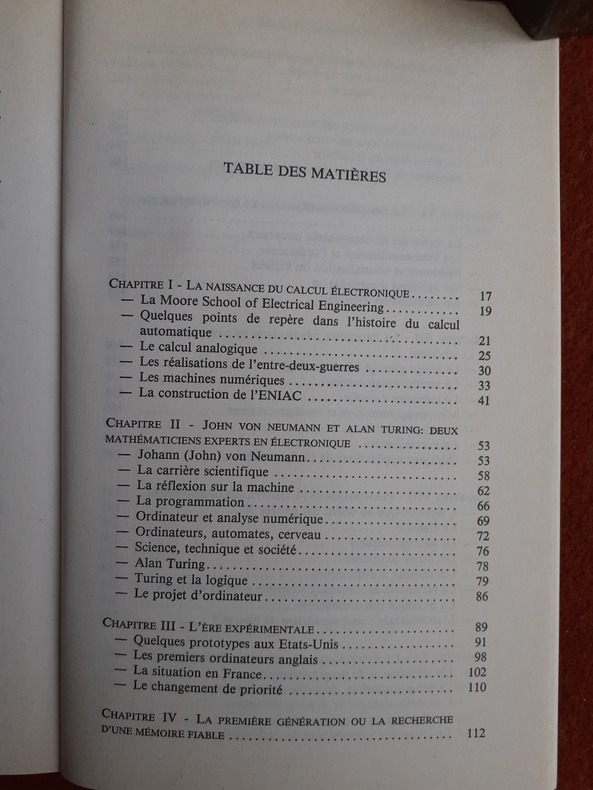 TABLE DES MATIÈRES
CHAPITRE I - LA NAISSANCE DU CALCUL ÉLECTRONIQUE ........ 17
— La Moore School of Electrical Engineering ............ 19
— Quelques points de repère dans l'histoire du calcul
automatique ........................................ 21
— Le calcul analogique ................................ 25
— Les réalisations de l'entre-deux-guerres ............... 30
— Les machines numériques ........................... 33
— La construction de l'ENIAC ......................... 41
CHAPITRE II - JOHN VON NEUMANN ET ALAN TURING: DEUX
MATHÉMATICIENS EXPERTS EN ÉLECTRONIQUE ................ 53
— Johann (John) von Neumann ......................... 53
— La carrière scientifique .............................. 58
— La réflexion sur la machine .......................... 62
— La programmation .................................. 66
— Ordinateur et analyse numérique ...................... 69
— Ordinateurs, automates, cerveau ...................... 72
— Science, technique et société .......................... 76
— Alan Turing ........................................ 78
— Turing et la logique ................................. 79
— Le projet d'ordinateur ............................... 86
CHAPITRE III - L'ÈRE EXPÉRIMENTALE ...................... 89
— Quelques prototypes aux Etats-Unis .................. 91
— Les premiers ordinateurs anglais ...................... 98
— La situation en France ............................... 102
— Le changement de priorité ........................... 110
CHAPITRE IV - LA PREMIÈRE GÉNÉRATION OU LA RECHERCHE
D'UNE MÉMOIRE FIABLE ................................... 112